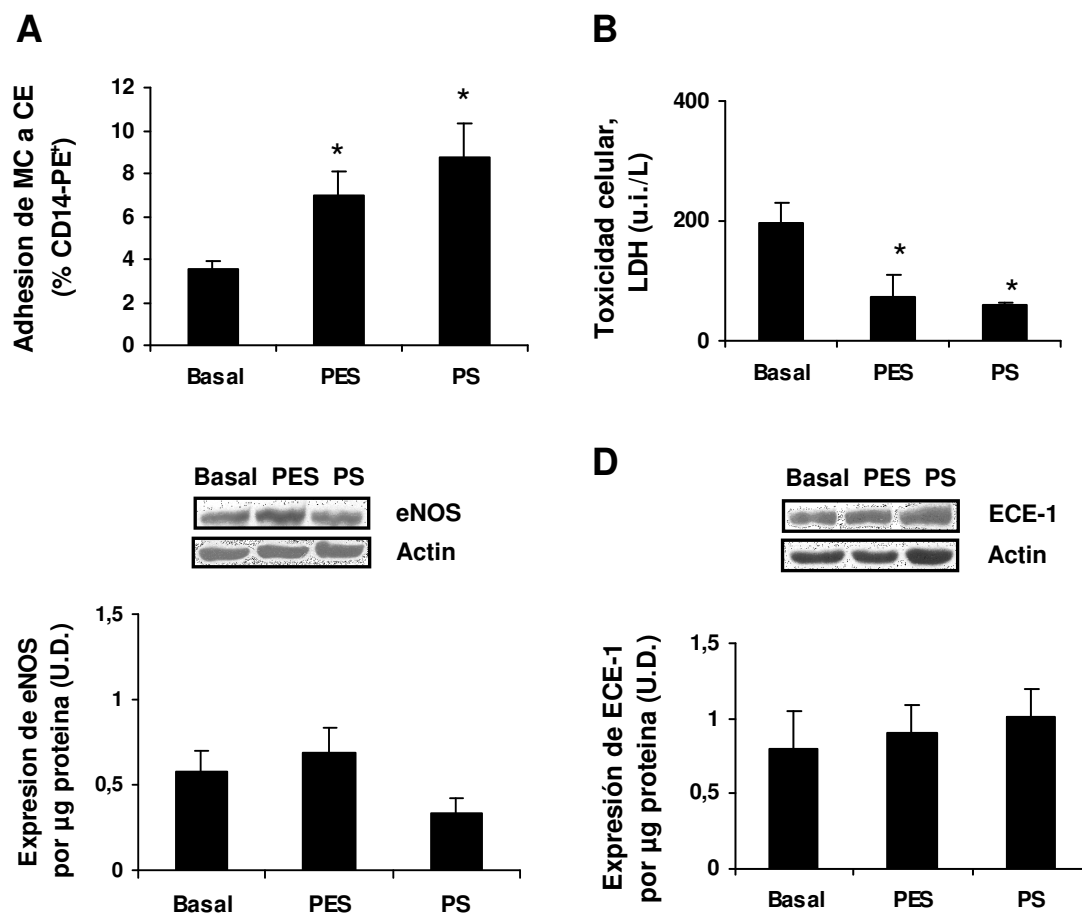 A
Adhesion de MC a CE
(% CD14-PE⁺)
12
10
8
6
4
2
0
*
*
Basal PES PS
B
Toxicidad celular,
LDH (u.i./L)
400
200
0
*
*
Basal PES PS
Basal PES PS
eNOS
Actin
Expresion de eNOS
por µg proteina (U.D.)
1,5
1
0,5
0
Basal PES PS
D
Basal PES PS
ECE-1
Actin
Expresión de ECE-1
por µg proteina (U.D.)
1,5
1
0,5
0
Basal PES PS